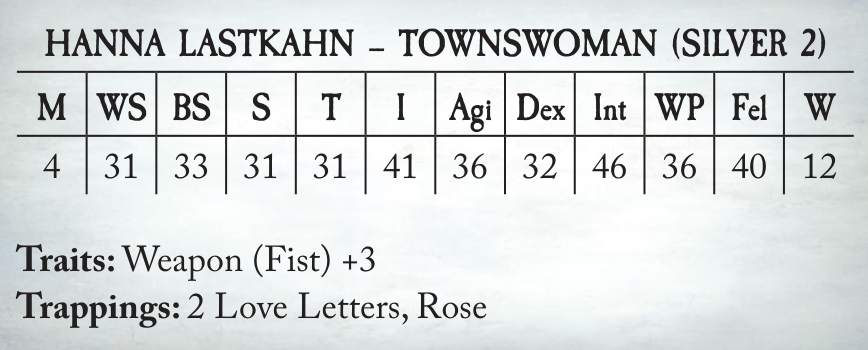 HANNA LASTKAHN – TOWNSWOMAN (SILVER 2)
M WS BS S T I Agi Dex Int WP Fel W
4 31 33 31 31 41 36 32 46 36 40 12
Traits: Weapon (Fist) +3
Trappings: 2 Love Letters, Rose